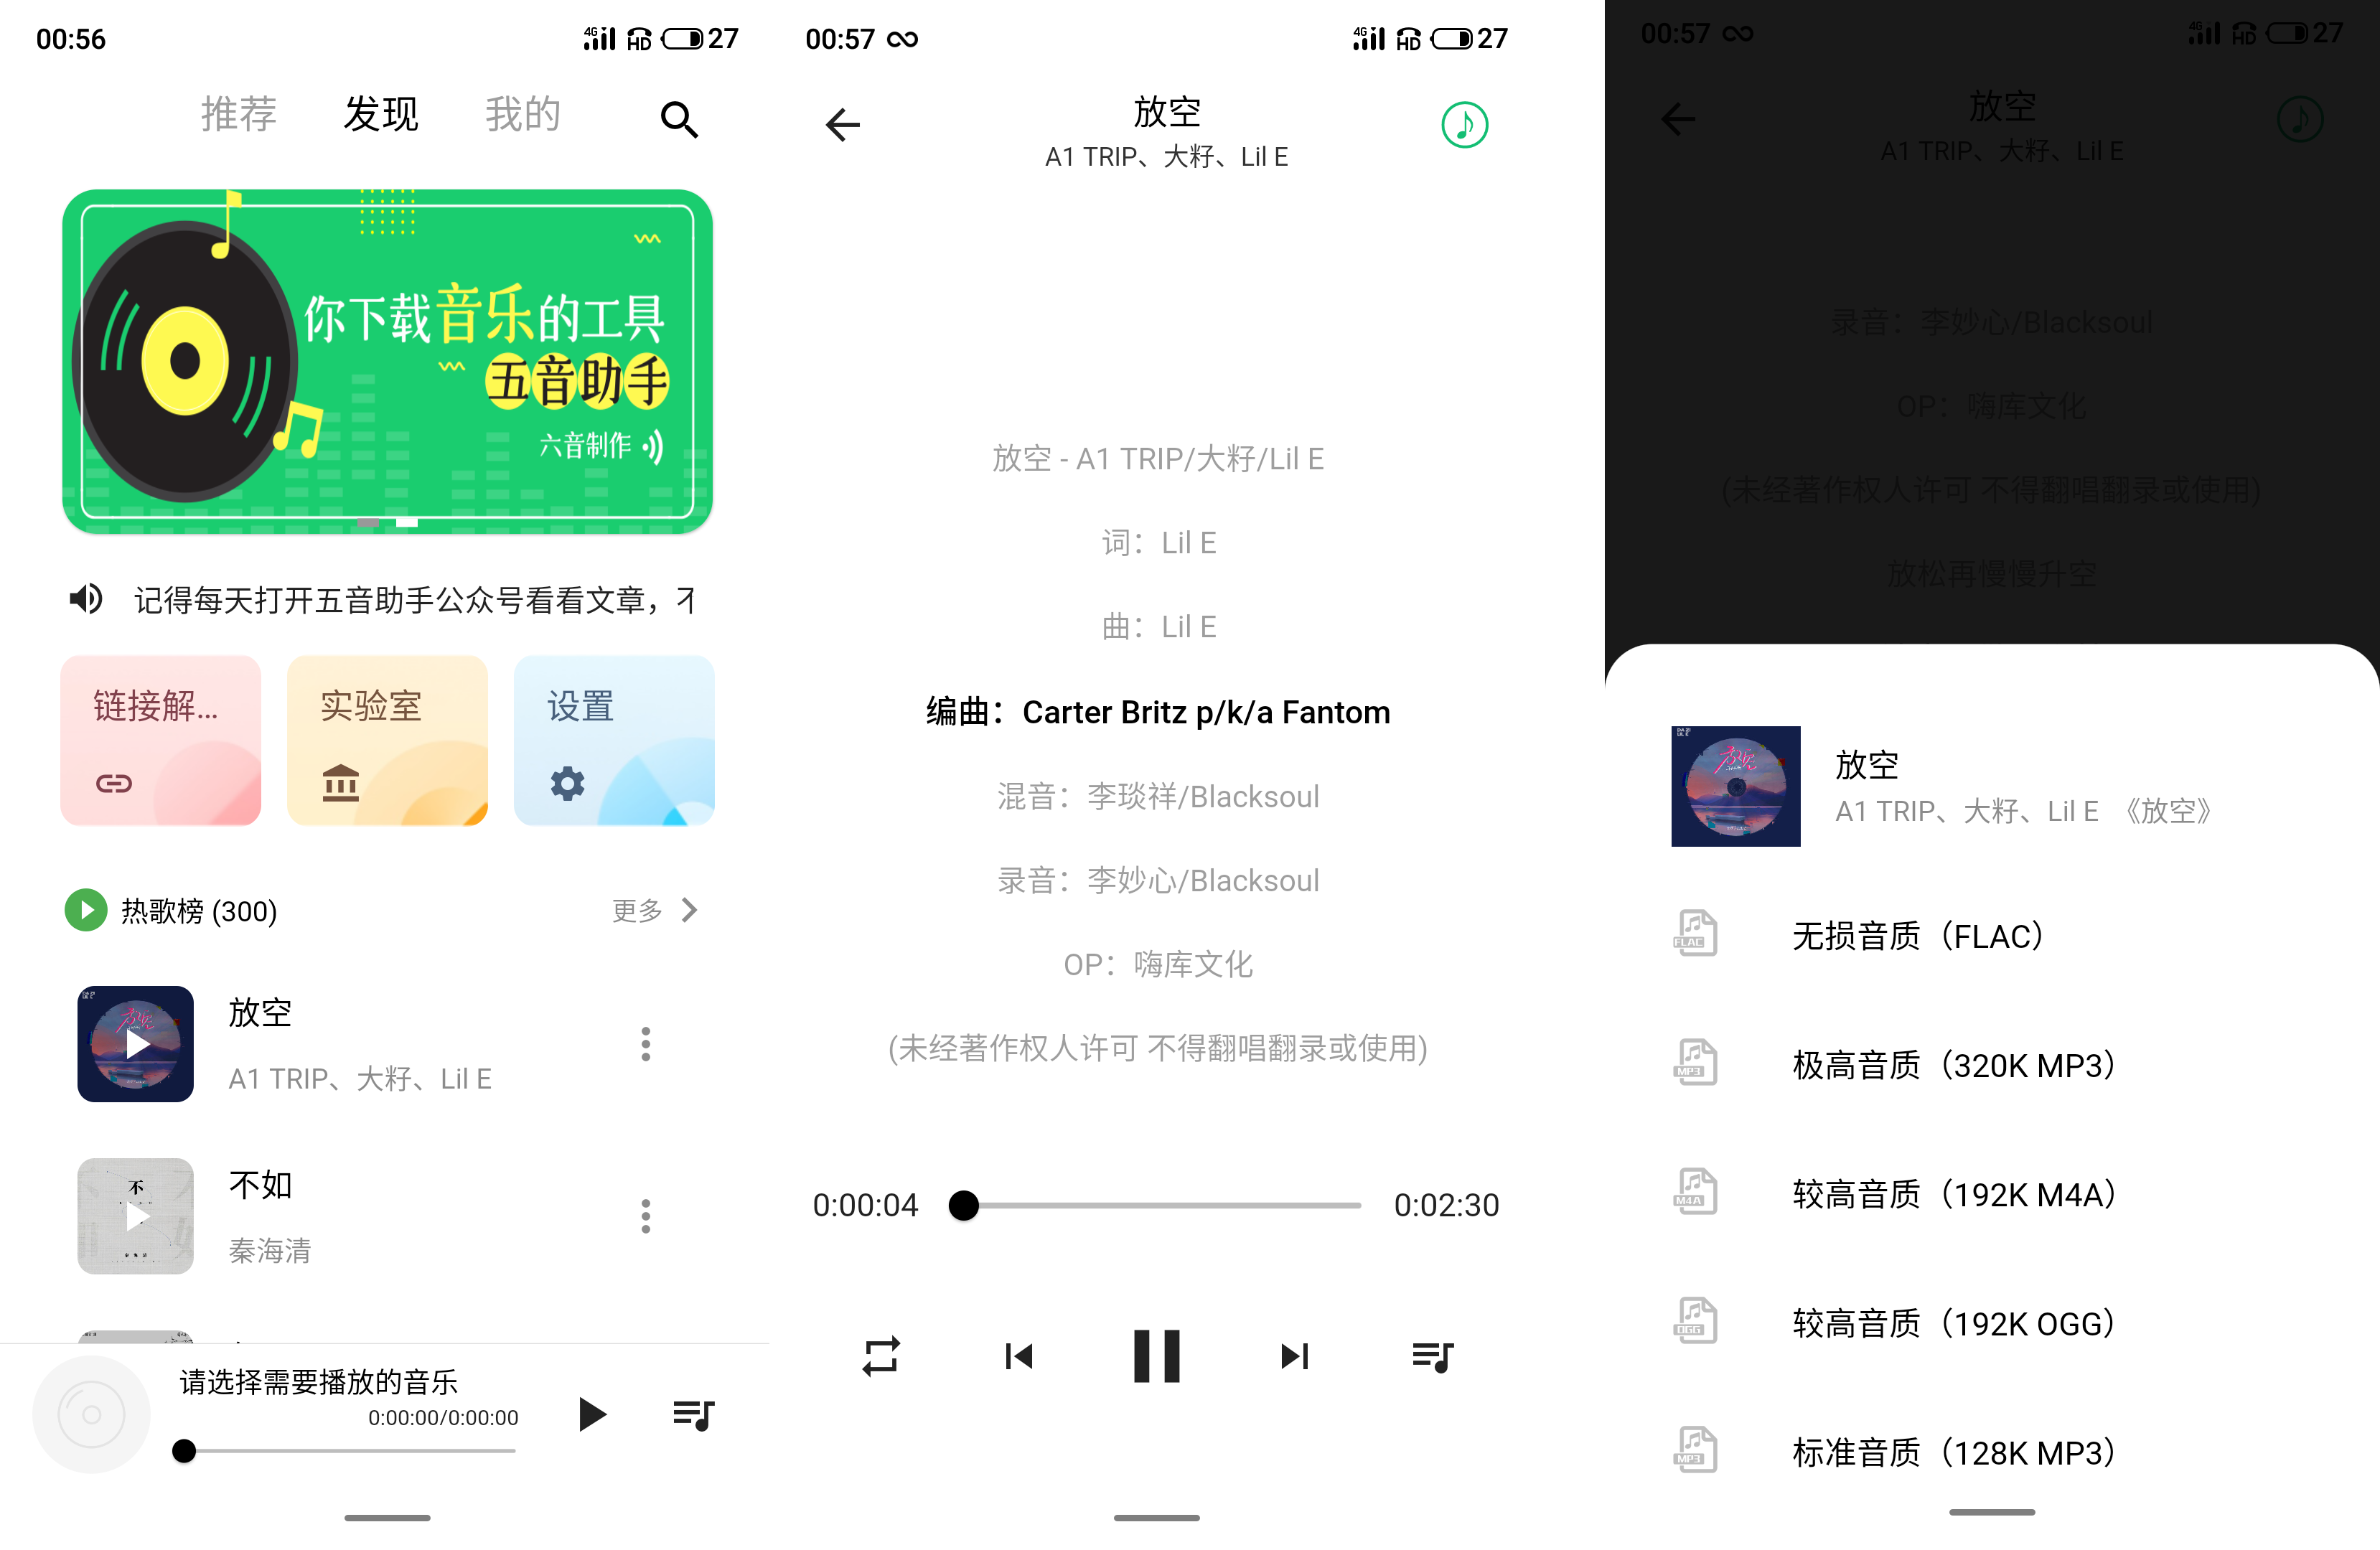 00:56
4G HD 27
推荐 发现 我的
你下载音乐的工具
五音助手
六音制作
记得每天打开五音助手公众号看看文章，
链接解... 实验室 设置
热歌榜 (300) 更多
放空
A1 TRIP、大籽、Lil E
不
不如
秦海清
请选择需要播放的音乐
0:00:00/0:00:00
00:57
4G HD 27
放空
A1 TRIP、大籽、Lil E
放空 - A1 TRIP/大籽/Lil E
词：Lil E
曲：Lil E
编曲：Carter Britz p/k/a Fantom
混音：李琰祥/Blacksoul
录音：李妙心/Blacksoul
OP：嗨库文化
(未经著作权人许可 不得翻唱翻录或使用)
0:00:04 0:02:30
00:57
4G HD 27
放空
A1 TRIP、大籽、Lil E
录音：李妙心/Blacksoul
OP：嗨库文化
(未经著作权人许可 不得翻唱翻录或使用)
放松再慢慢升空
放空
A1 TRIP、大籽、Lil E 《放空》
FLAC 无损音质（FLAC）
MP3 极高音质（320K MP3）
M4A 较高音质（192K M4A）
OGG 较高音质（192K OGG）
MP3 标准音质（128K MP3）